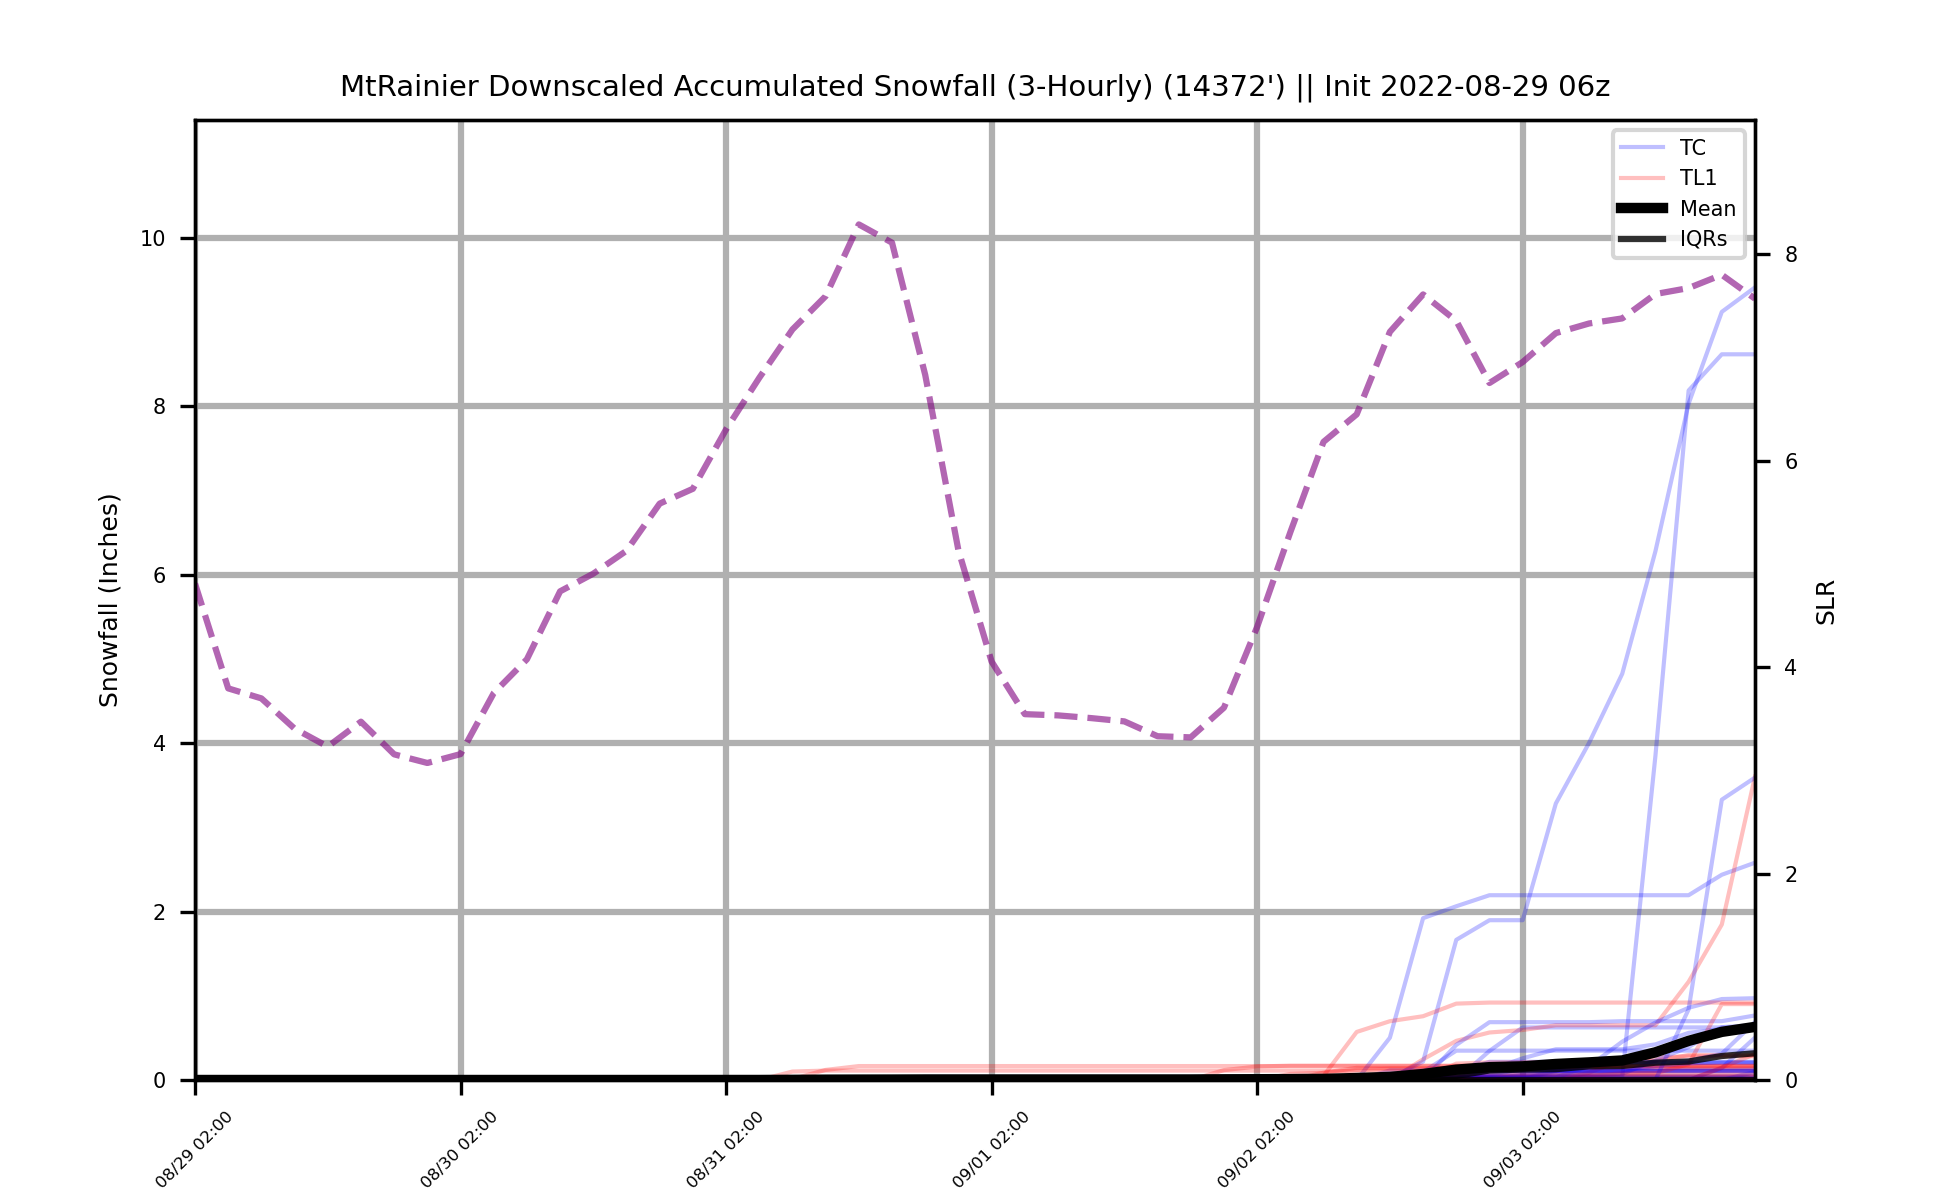 MtRainier Downscaled Accumulated Snowfall (3-Hourly) (14372') || Init 2022-08-29 06z
TC
TL1
Mean
IQRs
Snowfall (Inches)
10
8
6
4
2
0
SLR
8
6
4
2
0
08/29 02:00
08/30 02:00
08/31 02:00
09/01 02:00
09/02 02:00
09/03 02:00